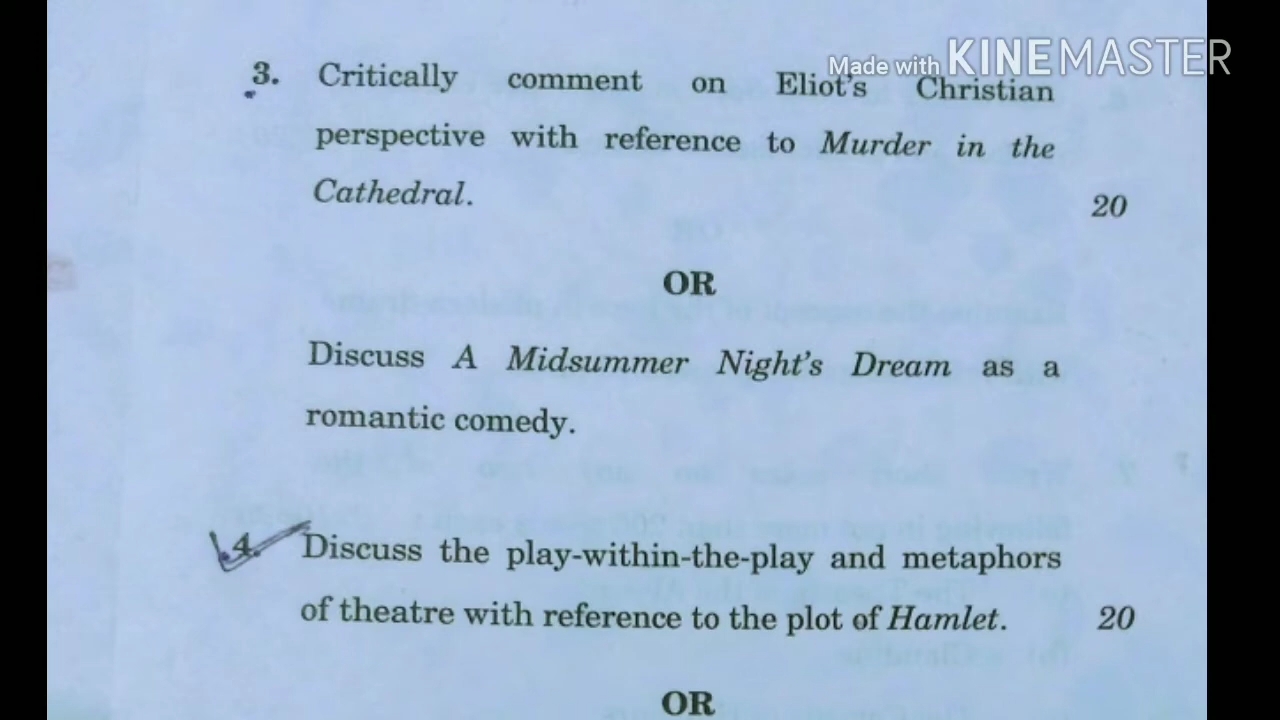 Made with KINEMASTER
3. Critically comment on Eliot's Christian
perspective with reference to Murder in the
Cathedral. 20
OR
Discuss A Midsummer Night's Dream as a
romantic comedy.
4. Discuss the play-within-the-play and metaphors
of theatre with reference to the plot of Hamlet. 20
OR